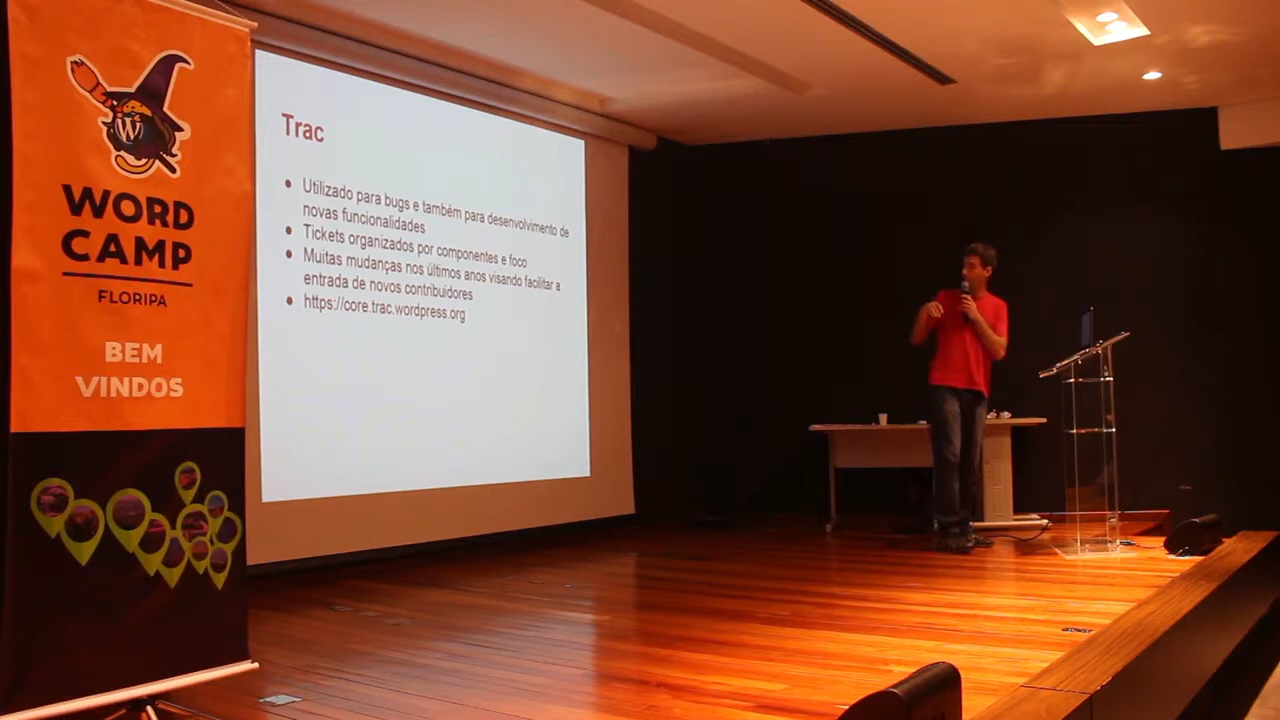 WORD
CAMP
FLORIPA
BEM
VINDOS
Trac
• Utilizado para bugs e também para desenvolvimento de
novas funcionalidades
• Tickets organizados por componentes e foco
• Muitas mudanças nos últimos anos visando facilitar a
entrada de novos contribuidores
• https://core.trac.wordpress.org